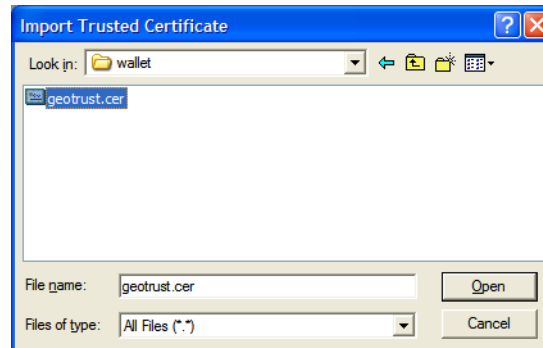 Import Trusted Certificate
Look in: wallet
geotrust.cer
File name: geotrust.cer Open
Files of type: All Files (*.*) Cancel